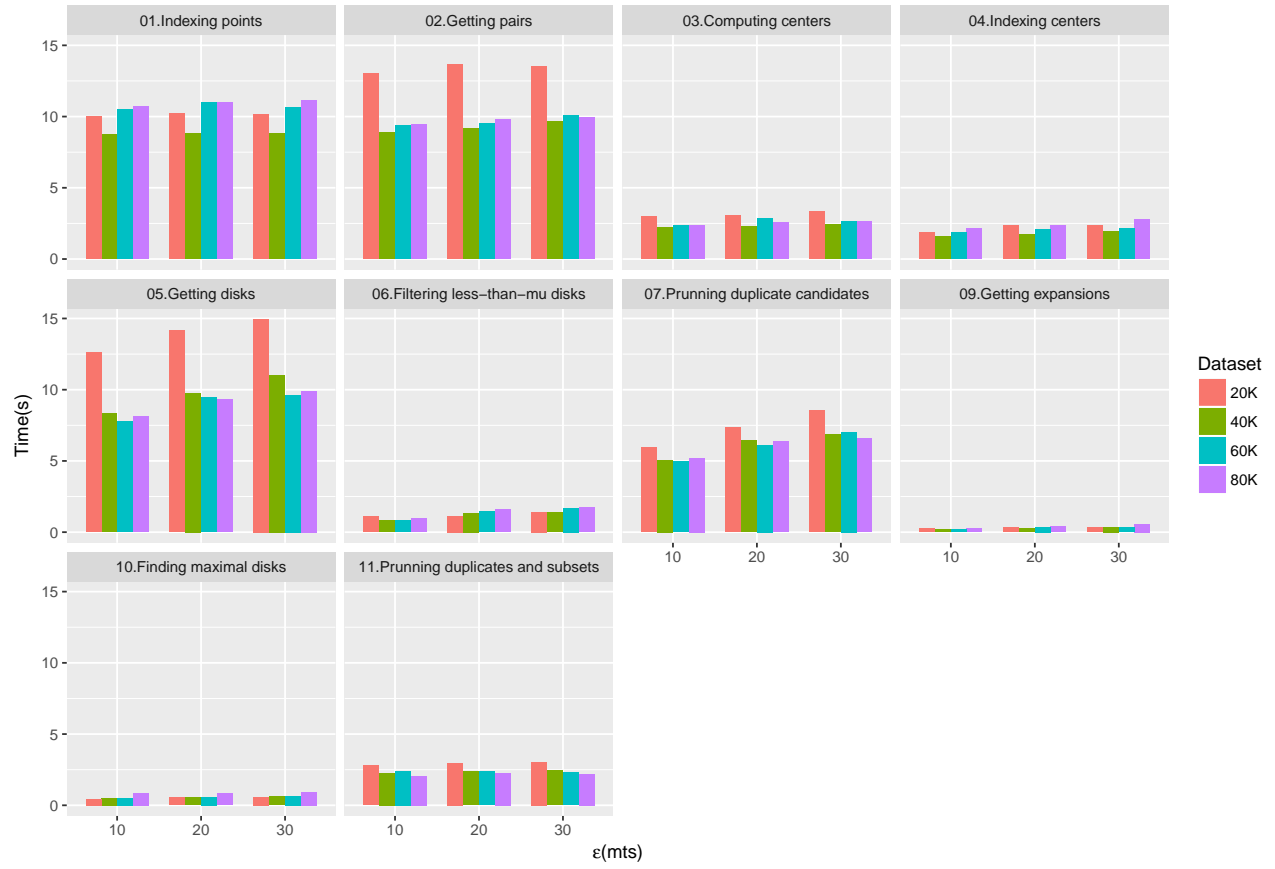 01.Indexing points
02.Getting pairs
03.Computing centers
04.Indexing centers
15
10
5
0
05.Getting disks
06.Filtering less−than−mu disks
07.Prunning duplicate candidates
09.Getting expansions
15
10
5
0
10 20 30
10 20 30
10.Finding maximal disks
11.Prunning duplicates and subsets
15
10
5
0
10 20 30
10 20 30
Time(s)
ε(mts)
Dataset
20K
40K
60K
80K